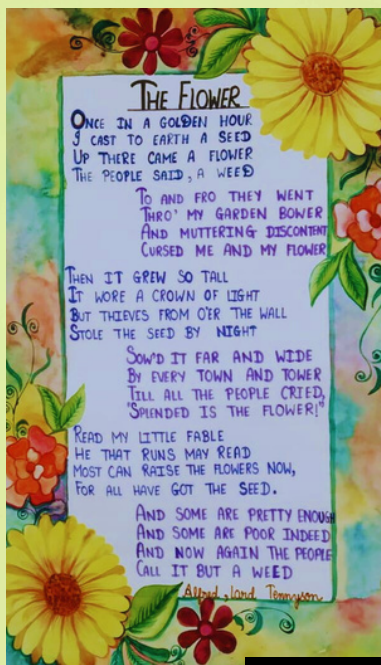 THE FLOWER
ONCE IN A GOLDEN HOUR
I CAST TO EARTH A SEED
UP THERE CAME A FLOWER
THE PEOPLE SAID, A WEED
TO AND FRO THEY WENT
THRO' MY GARDEN BOWER
AND MUTTERING DISCONTENT
CURSED ME AND MY FLOWER
THEN IT GREW SO TALL
IT WORE A CROWN OF LIGHT
BUT THIEVES FROM O'ER THE WALL
STOLE THE SEED BY NIGHT
SOW'D IT FAR AND WIDE
BY EVERY TOWN AND TOWER
TILL ALL THE PEOPLE CRIED,
"SPLENDED IS THE FLOWER!"
READ MY LITTLE FABLE
HE THAT RUNS MAY READ
MOST CAN RAISE THE FLOWERS NOW,
FOR ALL HAVE GOT THE SEED.
AND SOME ARE PRETTY ENOUGH
AND SOME ARE POOR INDEED
AND NOW AGAIN THE PEOPLE
CALL IT BUT A WEED
Alfred, lord Tennyson